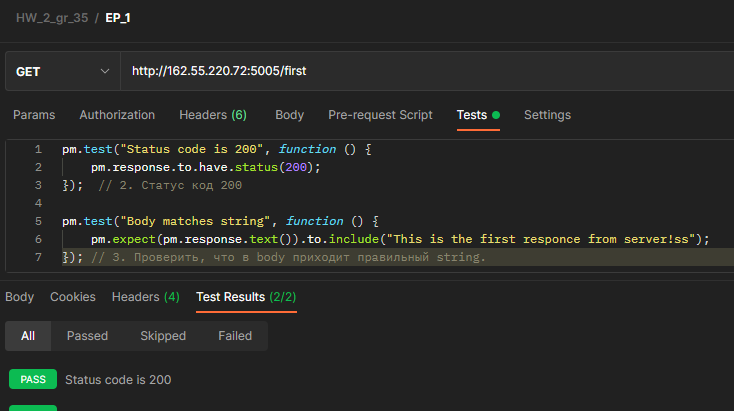 HW_2_gr_35 / EP_1
GET http://162.55.220.72:5005/first
Params Authorization Headers (6) Body Pre-request Script Tests Settings
1 pm.test("Status code is 200", function () {
2 pm.response.to.have.status(200);
3 }); // 2. Статус код 200
4
5 pm.test("Body matches string", function () {
6 pm.expect(pm.response.text()).to.include("This is the first responce from server!ss");
7 }); // 3. Проверить, что в body приходит правильный string.
Body Cookies Headers (4) Test Results (2/2)
All Passed Skipped Failed
PASS Status code is 200